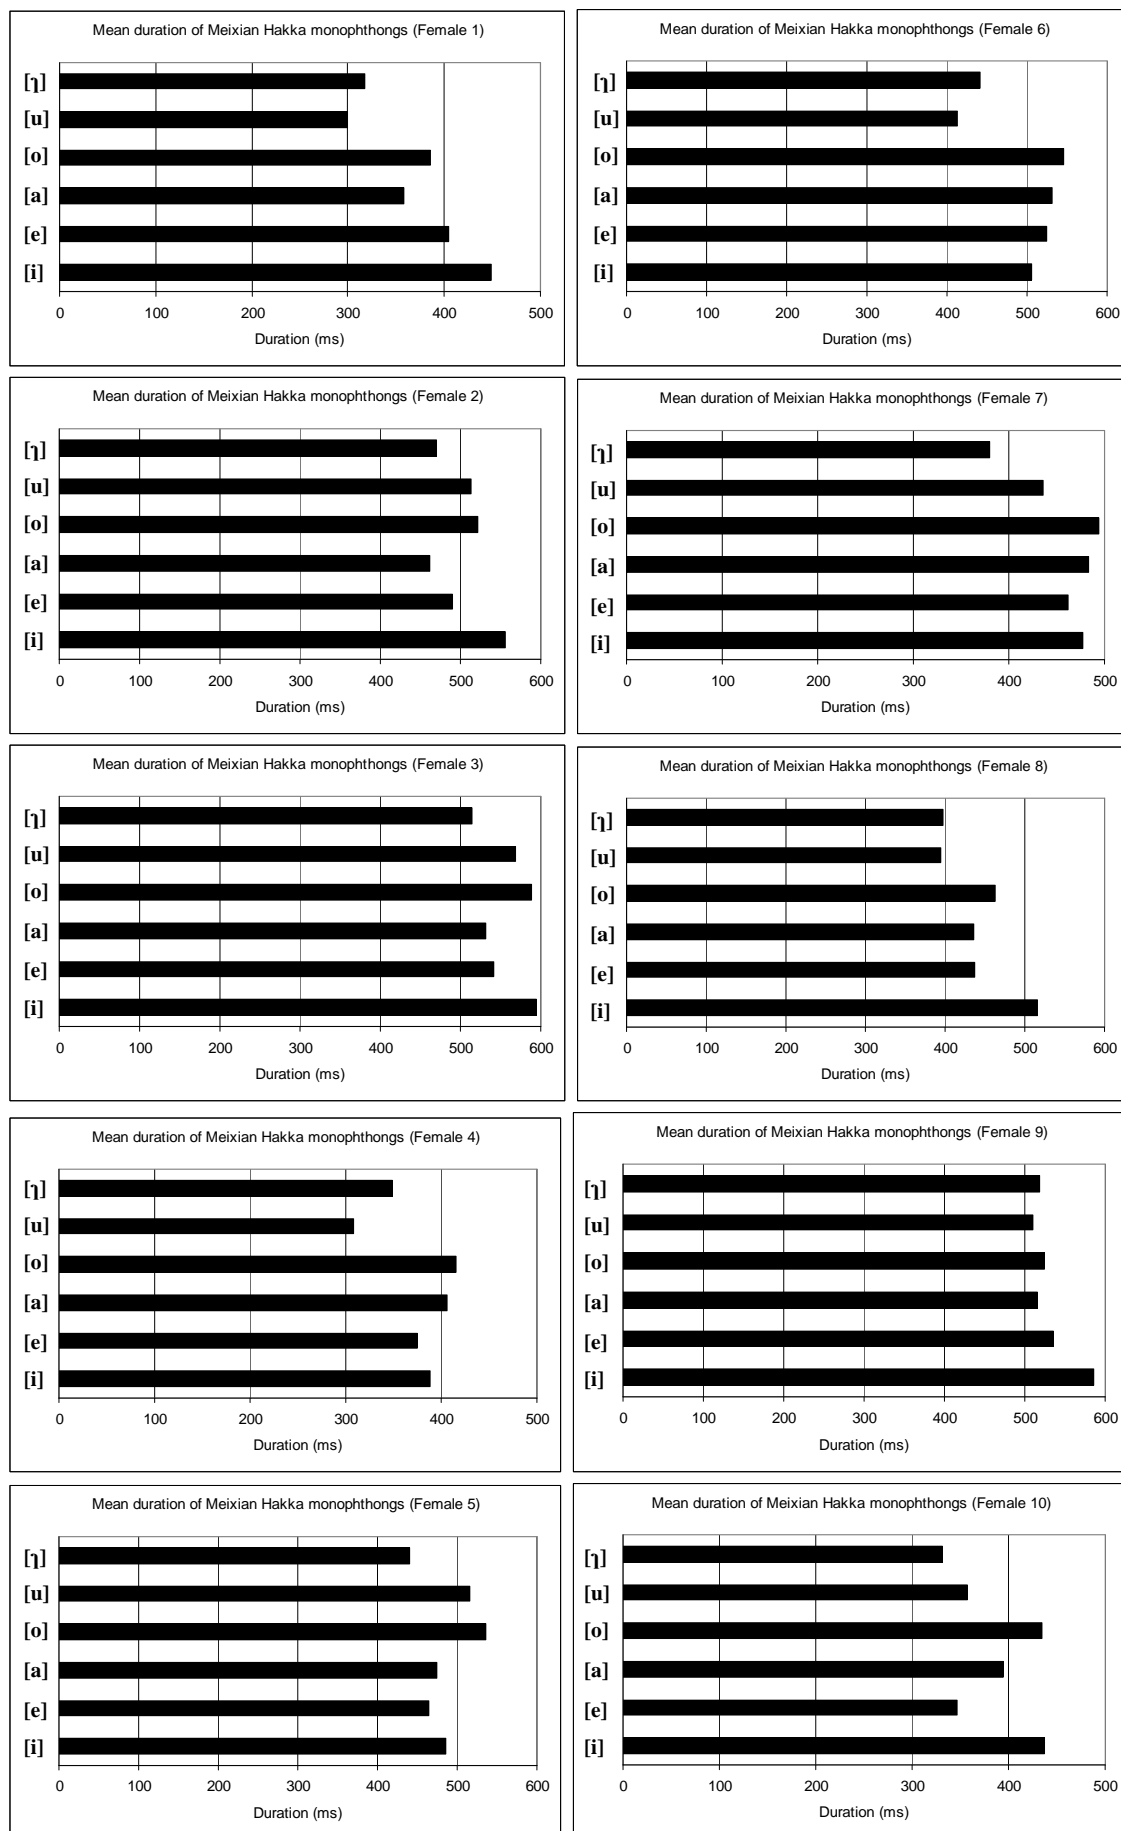 Mean duration of Meixian Hakka monophthongs (Female 1)
[ʅ]
[u]
[o]
[a]
[e]
[i]
0 100 200 300 400 500
Duration (ms)
Mean duration of Meixian Hakka monophthongs (Female 6)
[ʅ]
[u]
[o]
[a]
[e]
[i]
0 100 200 300 400 500 600
Duration (ms)
Mean duration of Meixian Hakka monophthongs (Female 2)
[ʅ]
[u]
[o]
[a]
[e]
[i]
0 100 200 300 400 500 600
Duration (ms)
Mean duration of Meixian Hakka monophthongs (Female 7)
[ʅ]
[u]
[o]
[a]
[e]
[i]
0 100 200 300 400 500
Duration (ms)
Mean duration of Meixian Hakka monophthongs (Female 3)
[ʅ]
[u]
[o]
[a]
[e]
[i]
0 100 200 300 400 500 600
Duration (ms)
Mean duration of Meixian Hakka monophthongs (Female 8)
[ʅ]
[u]
[o]
[a]
[e]
[i]
0 100 200 300 400 500 600
Duration (ms)
Mean duration of Meixian Hakka monophthongs (Female 4)
[ʅ]
[u]
[o]
[a]
[e]
[i]
0 100 200 300 400 500
Duration (ms)
Mean duration of Meixian Hakka monophthongs (Female 9)
[ʅ]
[u]
[o]
[a]
[e]
[i]
0 100 200 300 400 500 600
Duration (ms)
Mean duration of Meixian Hakka monophthongs (Female 5)
[ʅ]
[u]
[o]
[a]
[e]
[i]
0 100 200 300 400 500 600
Duration (ms)
Mean duration of Meixian Hakka monophthongs (Female 10)
[ʅ]
[u]
[o]
[a]
[e]
[i]
0 100 200 300 400 500
Duration (ms)